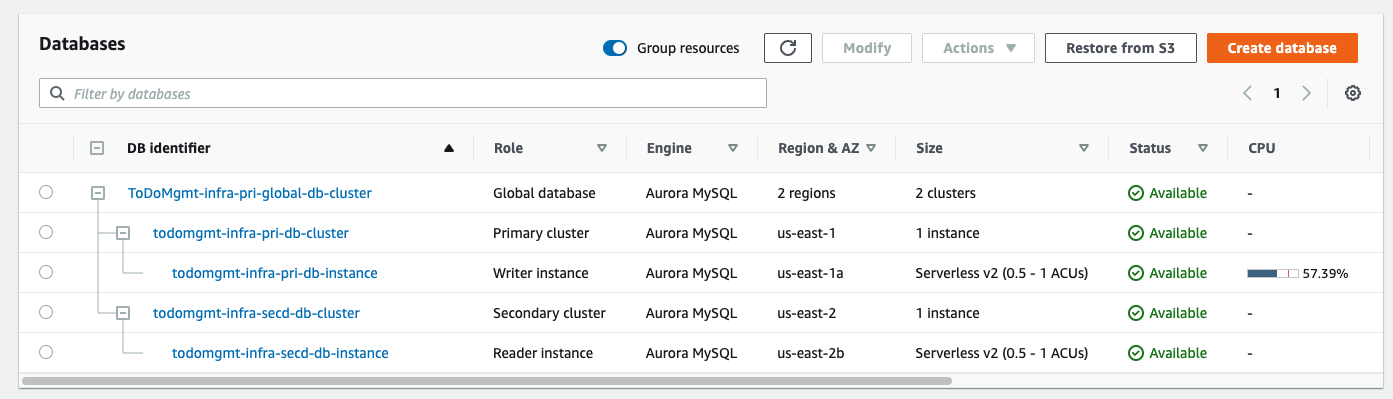 Databases
Group resources Modify Actions Restore from S3 Create database
Filter by databases 1
DB identifier Role Engine Region & AZ Size Status CPU
ToDoMgmt-infra-pri-global-db-cluster Global database Aurora MySQL 2 regions 2 clusters Available -
todomgmt-infra-pri-db-cluster Primary cluster Aurora MySQL us-east-1 1 instance Available -
todomgmt-infra-pri-db-instance Writer instance Aurora MySQL us-east-1a Serverless v2 (0.5 - 1 ACUs) Available 57.39%
todomgmt-infra-secd-db-cluster Secondary cluster Aurora MySQL us-east-2 1 instance Available -
todomgmt-infra-secd-db-instance Reader instance Aurora MySQL us-east-2b Serverless v2 (0.5 - 1 ACUs) Available -